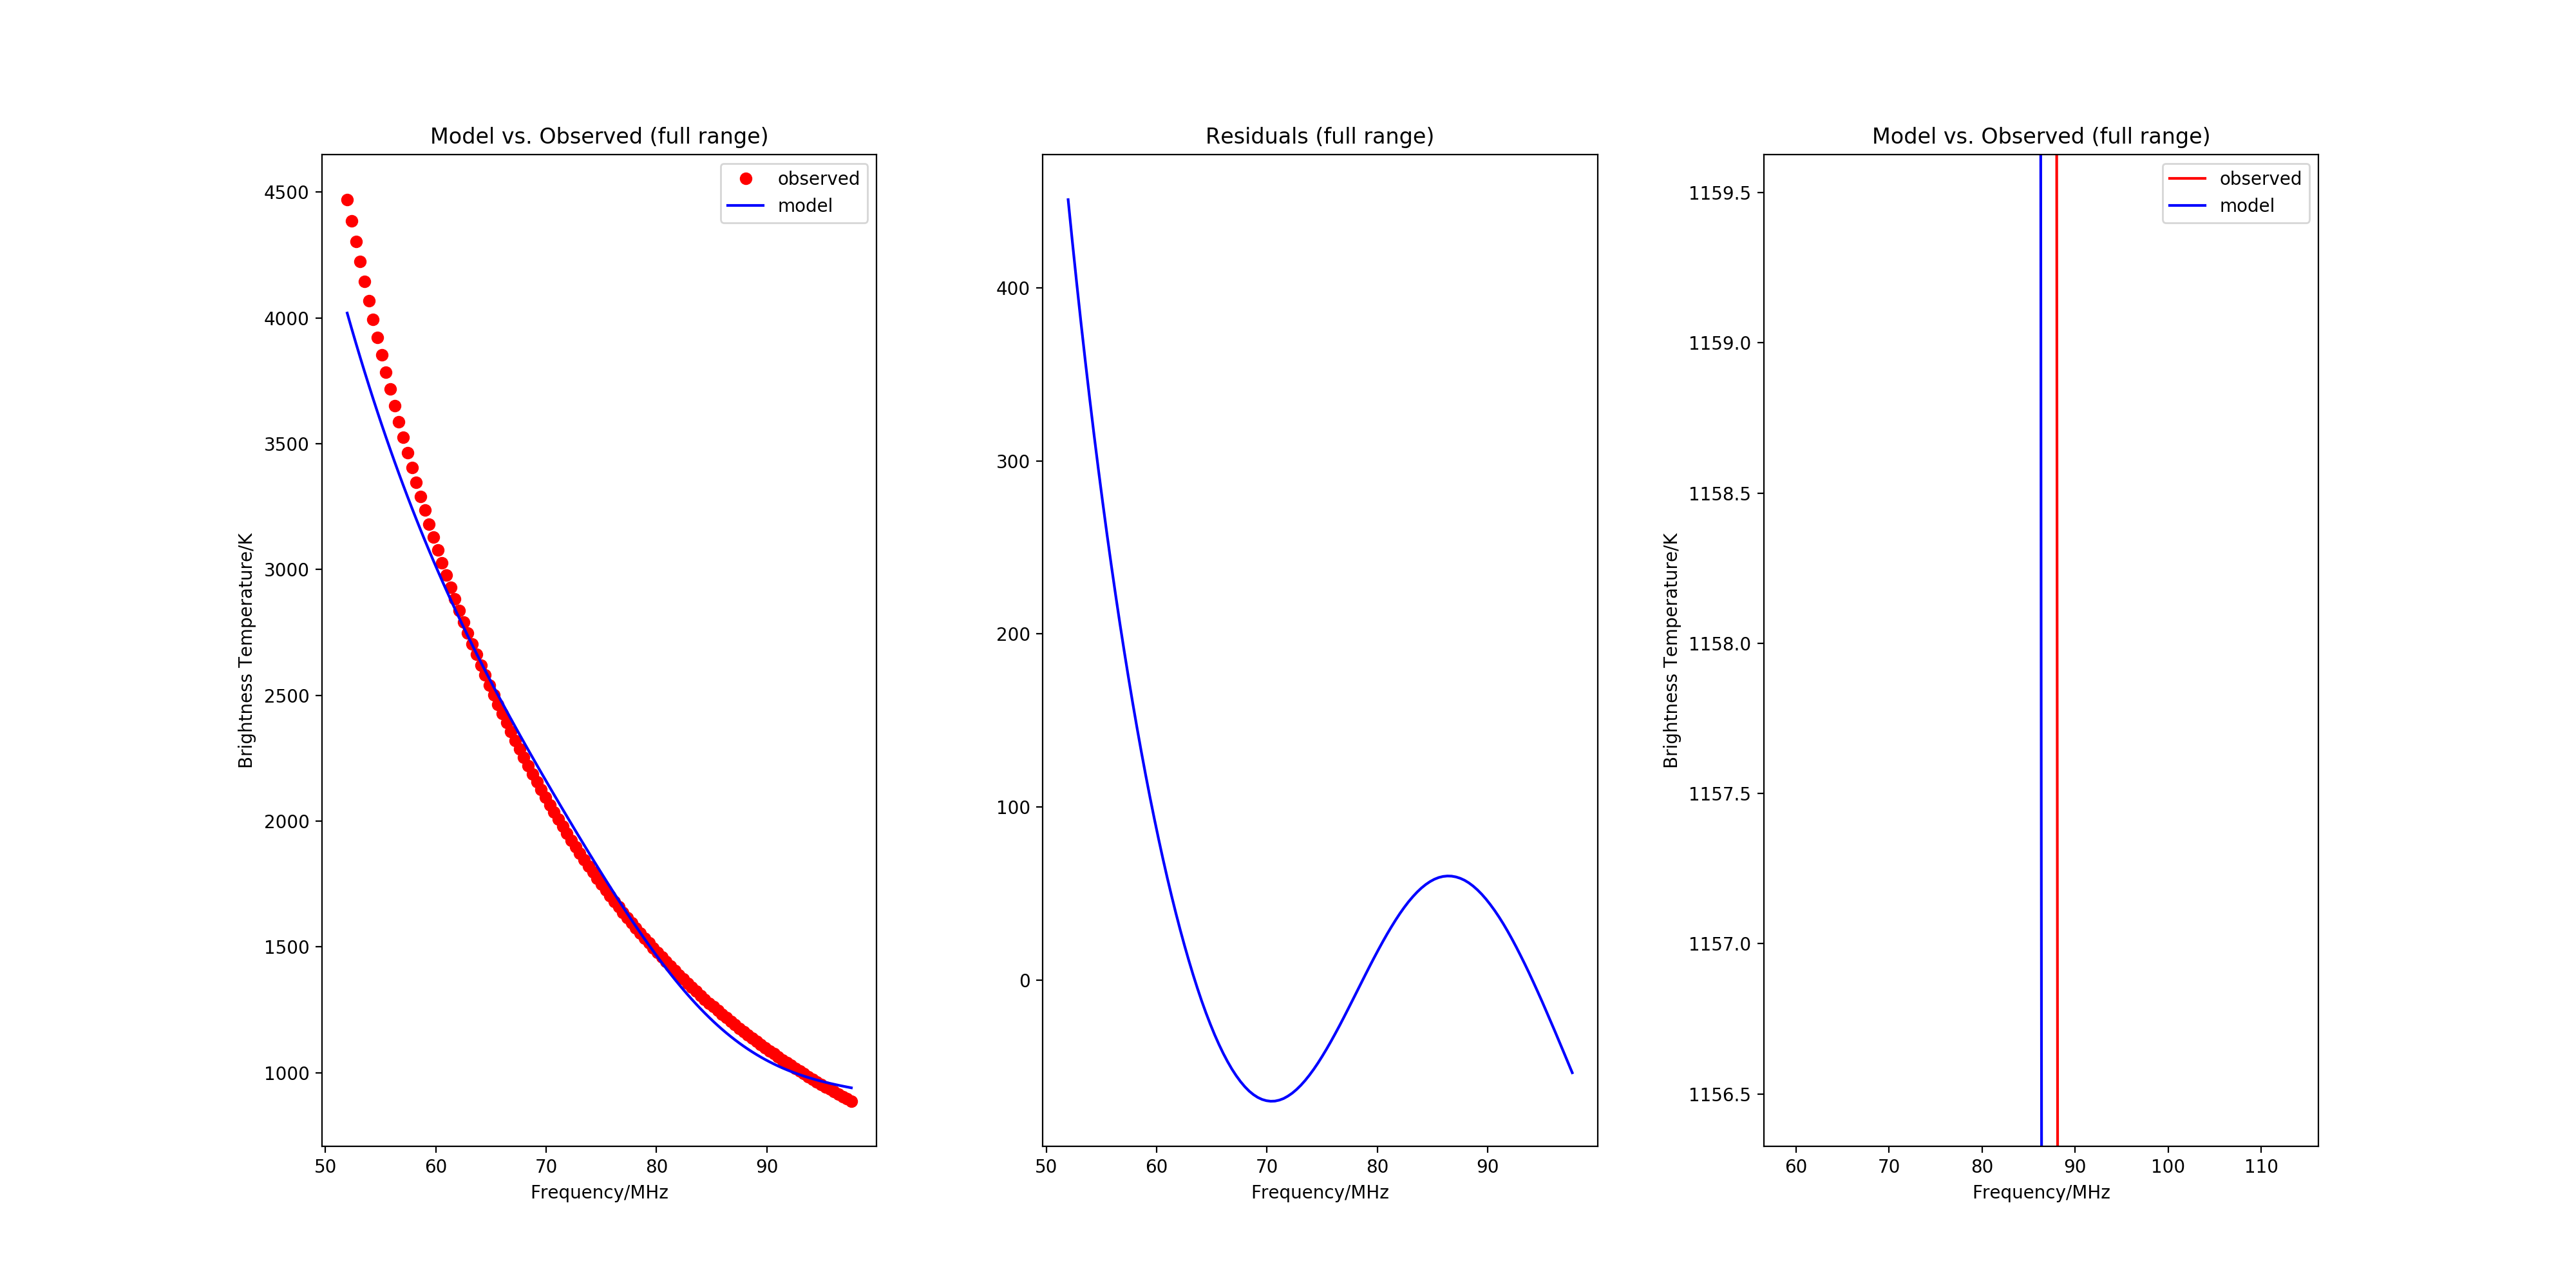 Model vs. Observed (full range)
observed
model
4500
4000
3500
3000
2500
2000
1500
1000
Brightness Temperature/K
50 60 70 80 90
Frequency/MHz
Residuals (full range)
400
300
200
100
0
50 60 70 80 90
Frequency/MHz
Model vs. Observed (full range)
observed
model
1159.5
1159.0
1158.5
1158.0
1157.5
1157.0
1156.5
Brightness Temperature/K
60 70 80 90 100 110
Frequency/MHz